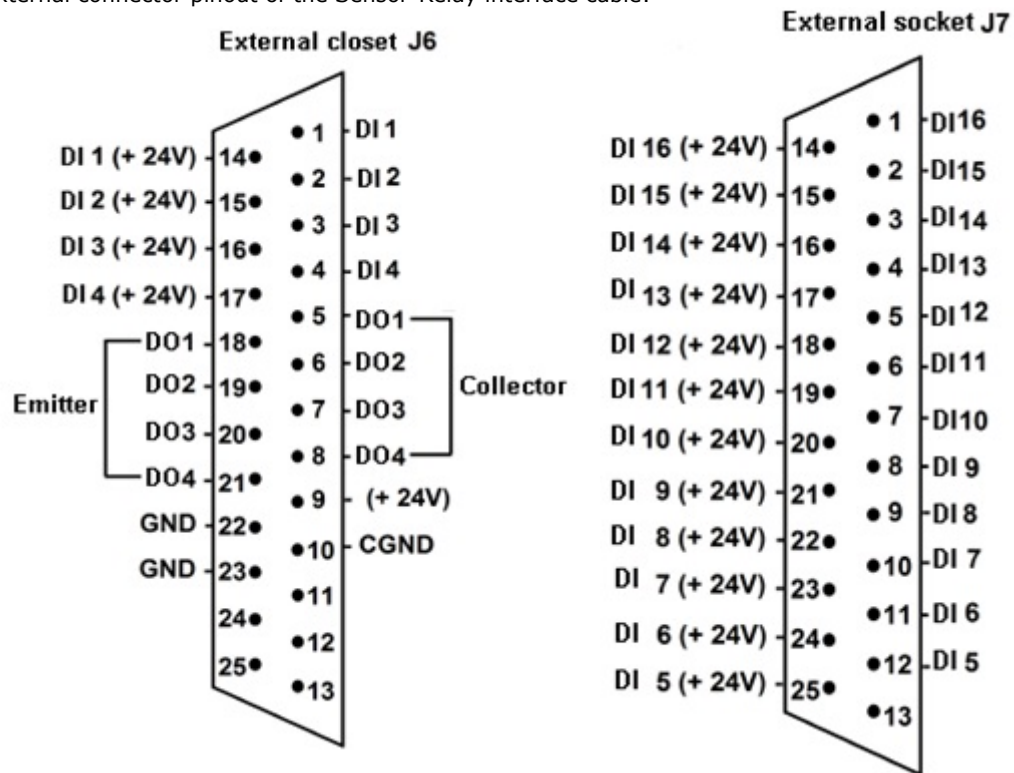 External connector pinout of the Sensor-Relay interface cable.
External closet J6
14 DI 1 (+ 24V)
15 DI 2 (+ 24V)
16 DI 3 (+ 24V)
17 DI 4 (+ 24V)
18 DO1
19 DO2
20 DO3
21 DO4
Emitter
22 GND
23 GND
24
25
1 DI 1
2 DI 2
3 DI 3
4 DI 4
5 DO1
6 DO2
7 DO3
8 DO4
Collector
9 (+ 24V)
10 CGND
11
12
13
External socket J7
DI 16 (+ 24V) 14
DI 15 (+ 24V) 15
DI 14 (+ 24V) 16
DI 13 (+ 24V) 17
DI 12 (+ 24V) 18
DI 11 (+ 24V) 19
DI 10 (+ 24V) 20
DI 9 (+ 24V) 21
DI 8 (+ 24V) 22
DI 7 (+ 24V) 23
DI 6 (+ 24V) 24
DI 5 (+ 24V) 25
1 DI16
2 DI15
3 DI14
4 DI13
5 DI12
6 DI11
7 DI10
8 DI 9
9 DI 8
10 DI 7
11 DI 6
12 DI 5
13